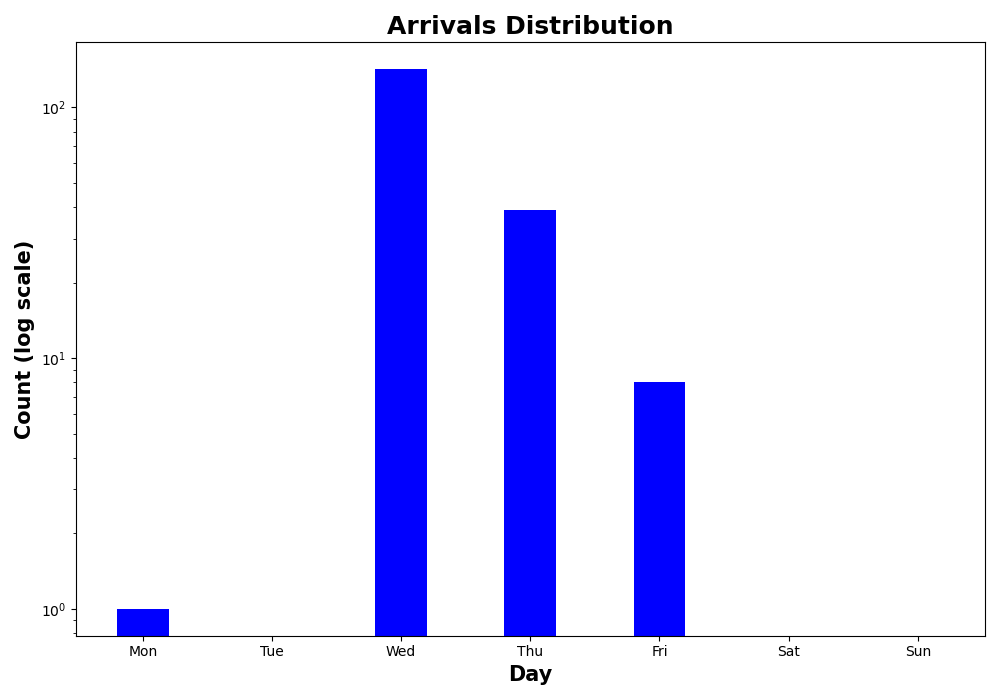 Arrivals Distribution
Count (log scale)
10²
10¹
10⁰
Mon Tue Wed Thu Fri Sat Sun
Day